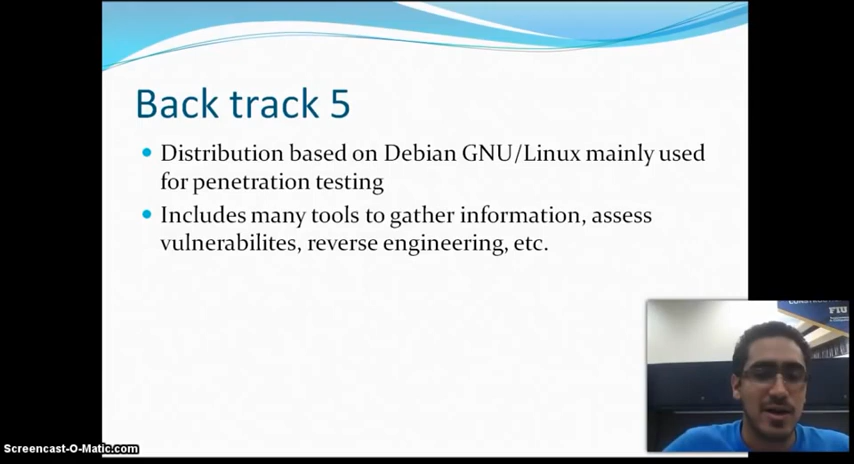 Back track 5
Distribution based on Debian GNU/Linux mainly used
for penetration testing
Includes many tools to gather information, assess
vulnerabilites, reverse engineering, etc.
FIU
Screencast-O-Matic.com